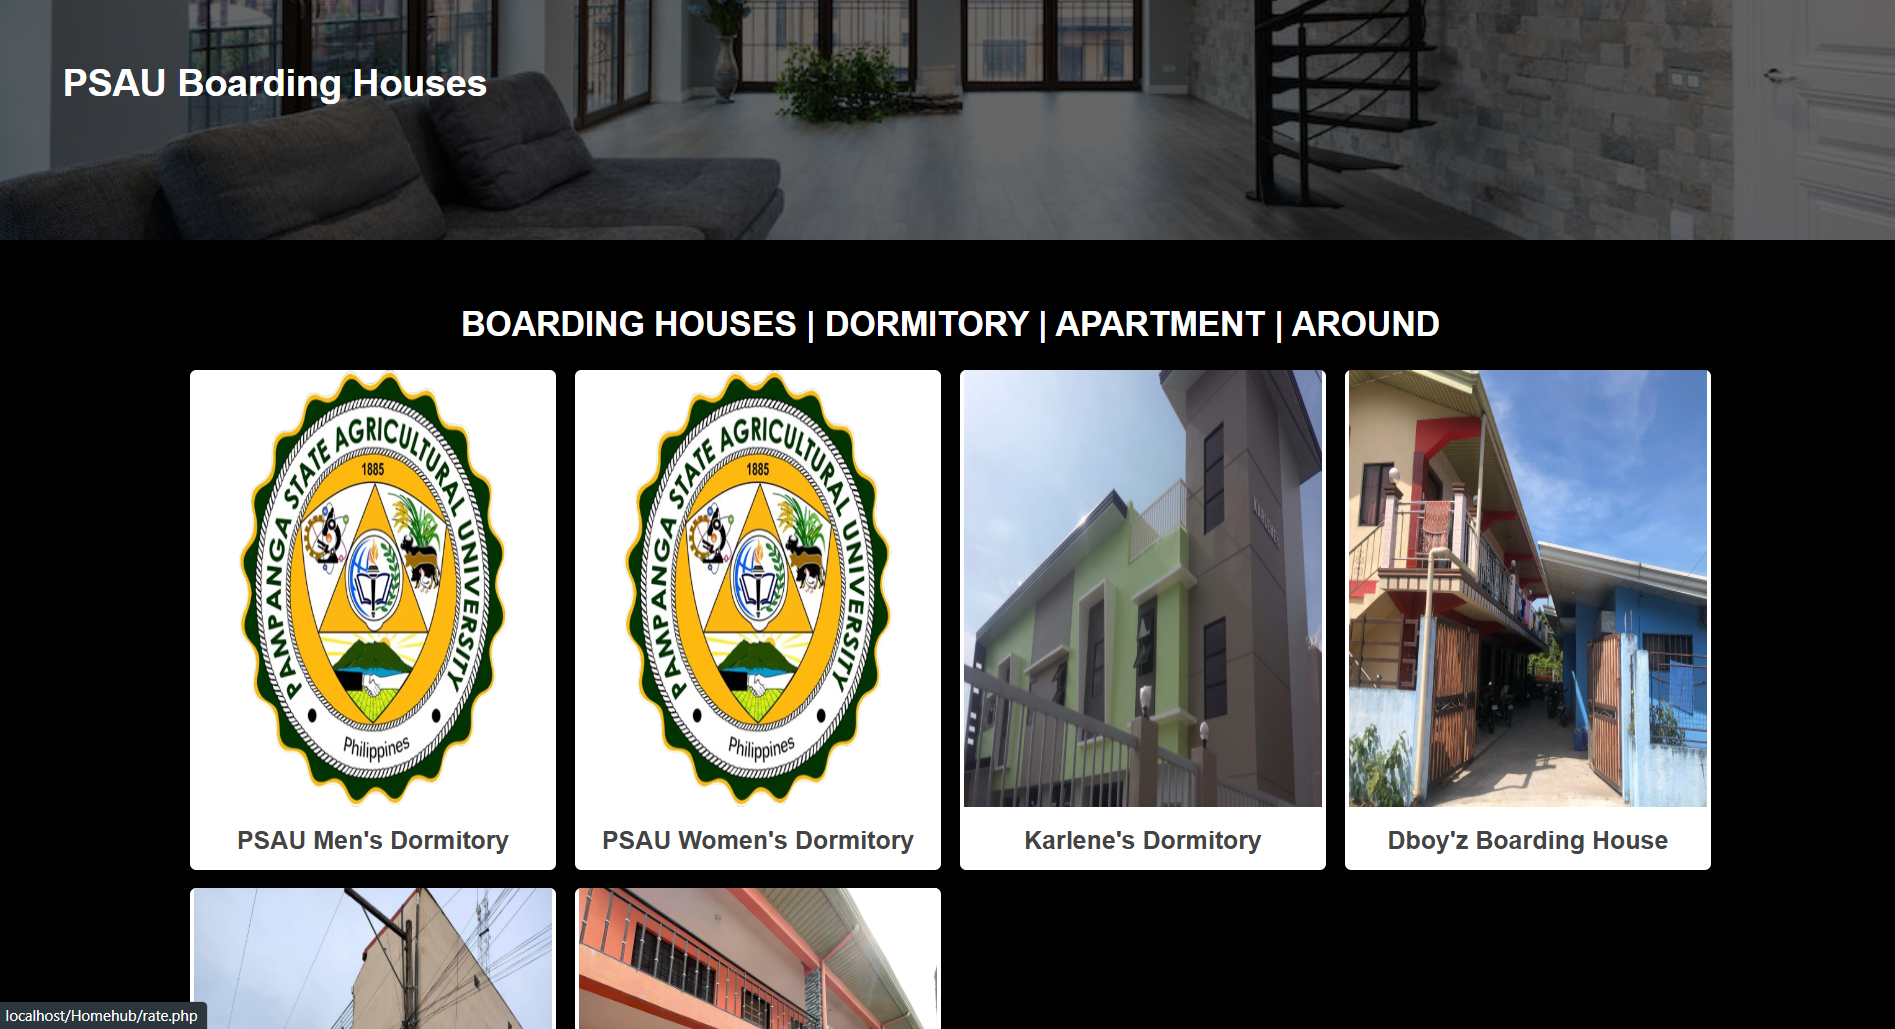 PSAU Boarding Houses
BOARDING HOUSES | DORMITORY | APARTMENT | AROUND
PAMPANGA STATE AGRICULTURAL UNIVERSITY
1885
Philippines
PAMPANGA STATE AGRICULTURAL UNIVERSITY
1885
Philippines
KARLENE'S
PSAU Men's Dormitory
PSAU Women's Dormitory
Karlene's Dormitory
Dboy'z Boarding House
localhost/Homehub/rate.php